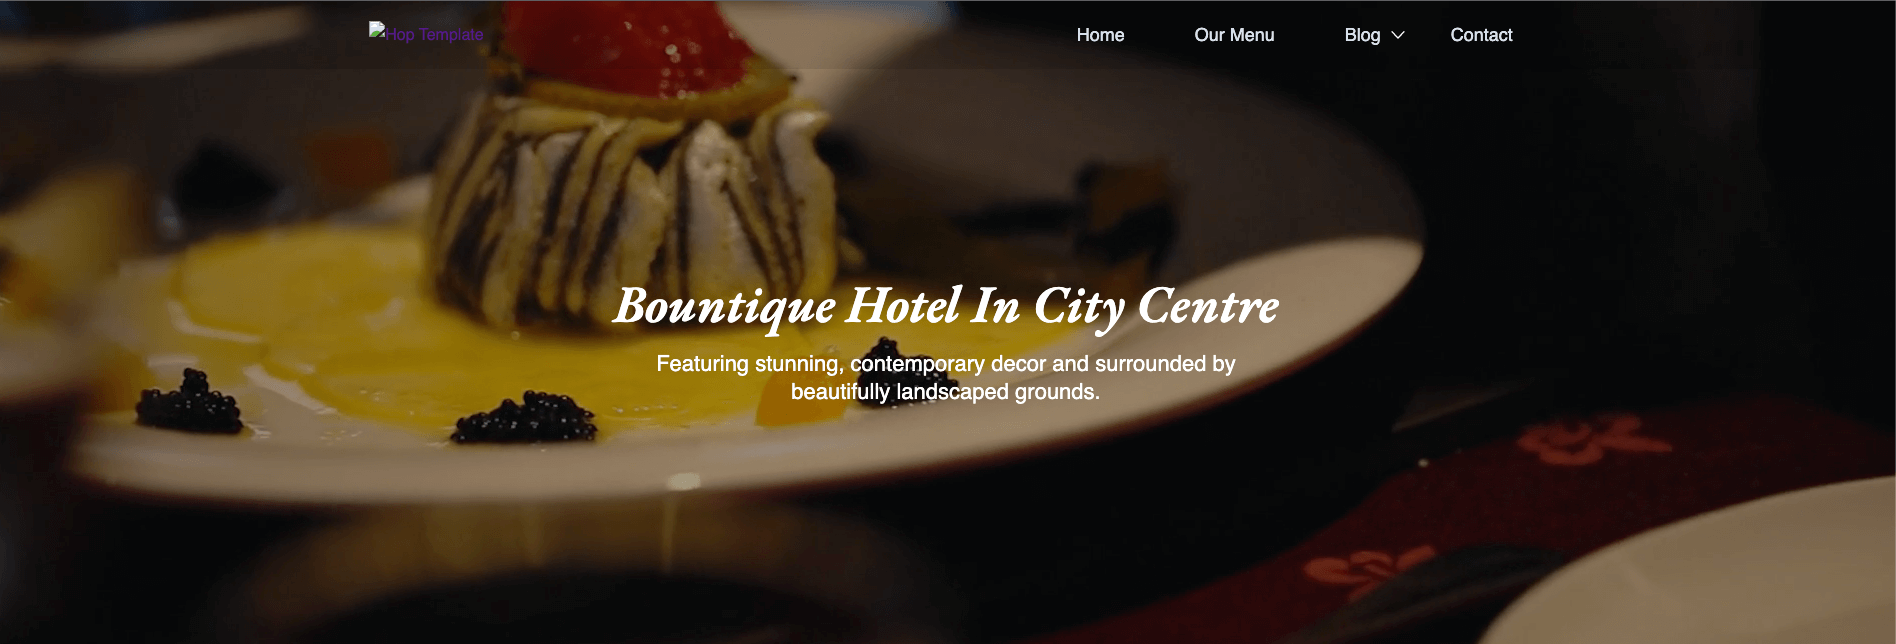 Hop Template
Home
Our Menu
Blog
Contact
Bountique Hotel In City Centre
Featuring stunning, contemporary decor and surrounded by
beautifully landscaped grounds.